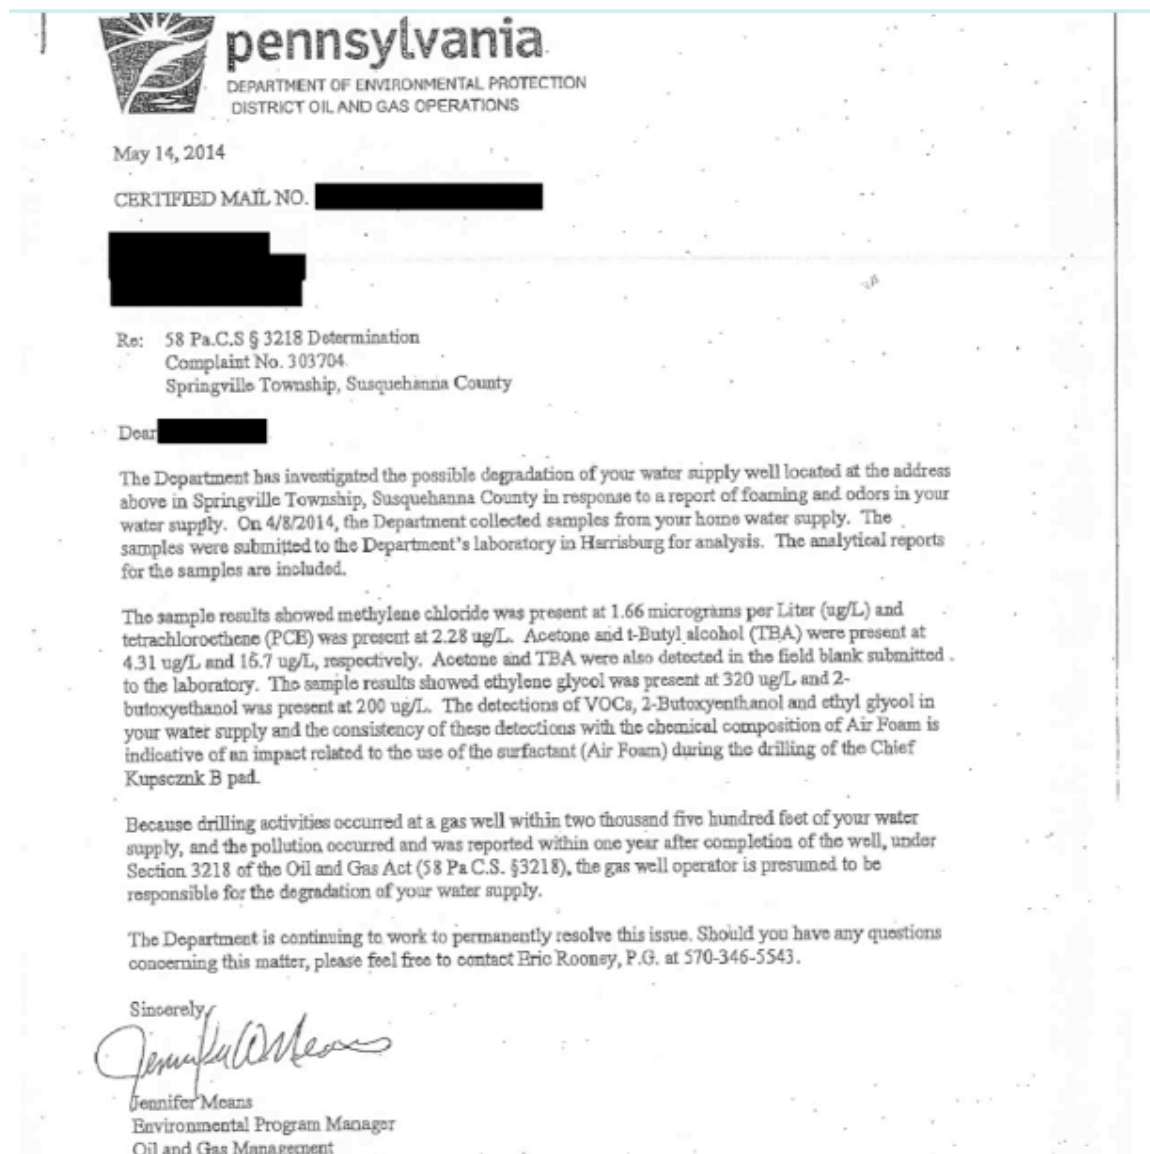 pennsylvania
DEPARTMENT OF ENVIRONMENTAL PROTECTION
DISTRICT OIL AND GAS OPERATIONS
May 14, 2014
CERTIFIED MAIL NO.
Re: 58 Pa.C.S § 3218 Determination
Complaint No. 303704
Springville Township, Susquehanna County
Dear
The Department has investigated the possible degradation of your water supply well located at the address
above in Springville Township, Susquehanna County in response to a report of foaming and odors in your
water supply. On 4/8/2014, the Department collected samples from your home water supply. The
samples were submitted to the Department's laboratory in Harrisburg for analysis. The analytical reports
for the samples are included.
The sample results showed methylene chloride was present at 1.66 micrograms per Liter (ug/L) and
tetrachloroethene (PCE) was present at 2.28 ug/L. Acetone and t-Butyl alcohol (TBA) were present at
4.31 ug/L and 16.7 ug/L, respectively. Acetone and TBA were also detected in the field blank submitted
to the laboratory. The sample results showed ethylene glycol was present at 320 ug/L and 2-
butoxyethanol was present at 200 ug/L. The detections of VOCs, 2-Butoxyenthanol and ethyl glycol in
your water supply and the consistency of these detections with the chemical composition of Air Foam is
indicative of an impact related to the use of the surfactant (Air Foam) during the drilling of the Chief
Kupscznk B pad.
Because drilling activities occurred at a gas well within two thousand five hundred feet of your water
supply, and the pollution occurred and was reported within one year after completion of the well, under
Section 3218 of the Oil and Gas Act (58 Pa C.S. §3218), the gas well operator is presumed to be
responsible for the degradation of your water supply.
The Department is continuing to work to permanently resolve this issue. Should you have any questions
concerning this matter, please feel free to contact Eric Rooney, P.G. at 570-346-5543.
Sincerely,
Jennifer W Means
Jennifer Means
Environmental Program Manager
Oil and Gas Management